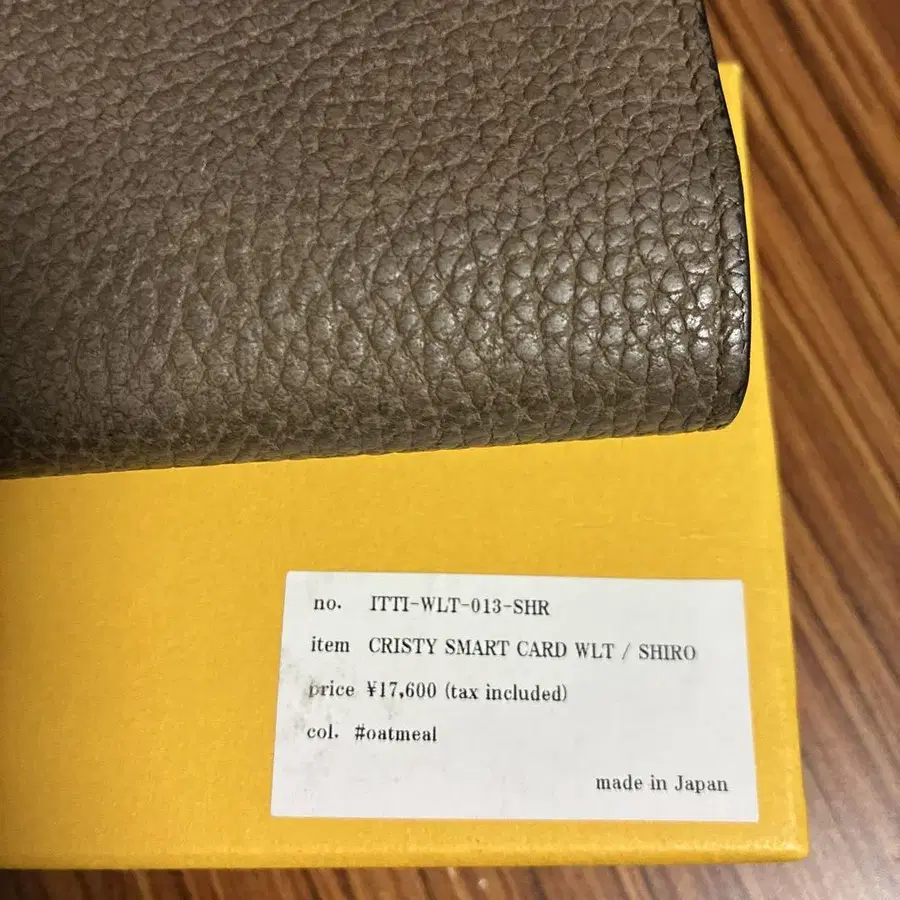 no. ITTI-WLT-013-SHR
item CRISTY SMART CARD WLT / SHIRO
price ¥17,600 (tax included)
col. #oatmeal
made in Japan